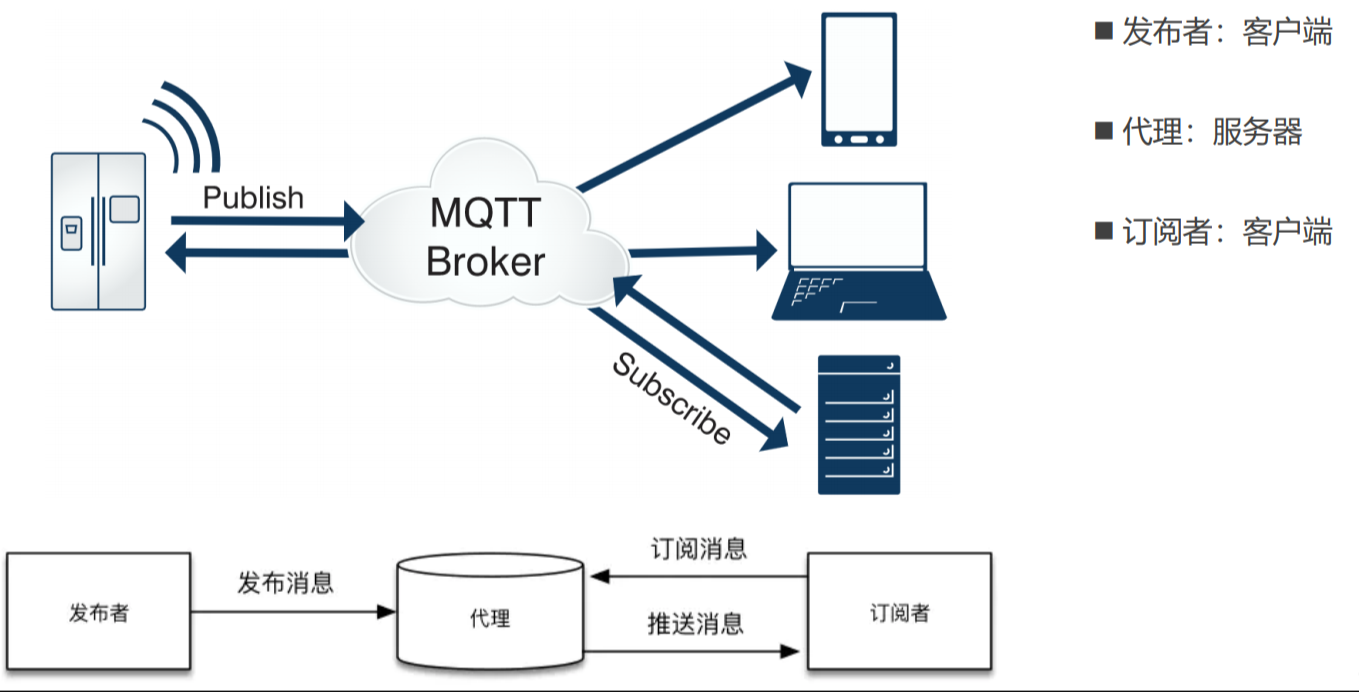 ■ 发布者：客户端
■ 代理：服务器
■ 订阅者：客户端
Publish
MQTT
Broker
Subscribe
发布者
发布消息
代理
订阅消息
推送消息
订阅者